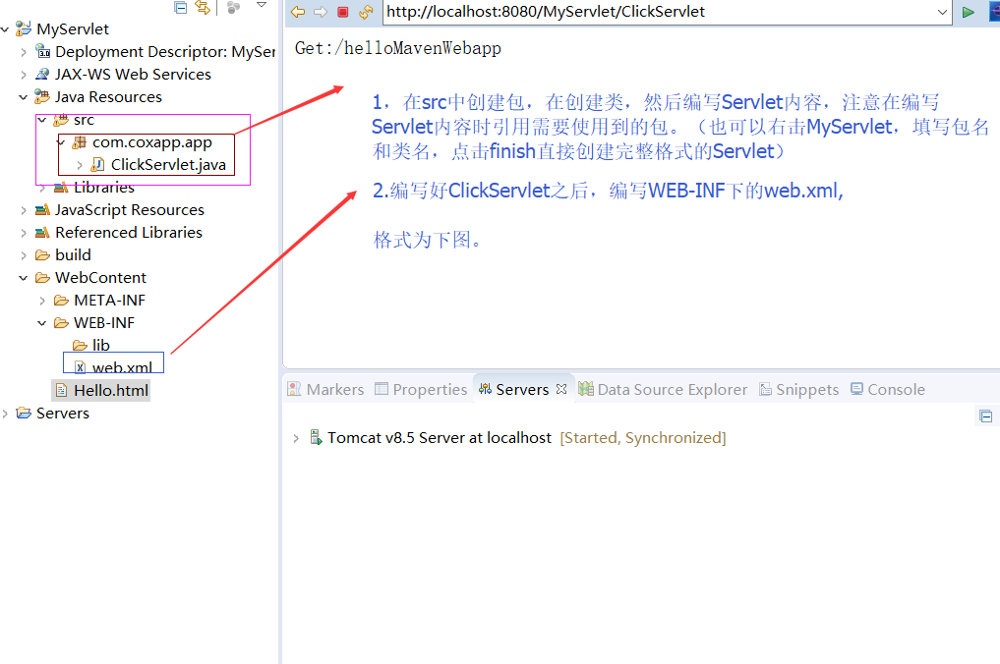 MyServlet
Deployment Descriptor: MySer
JAX-WS Web Services
Java Resources
src
com.coxapp.app
ClickServlet.java
Libraries
JavaScript Resources
Referenced Libraries
build
WebContent
META-INF
WEB-INF
lib
web.xml
Hello.html
Servers
http://localhost:8080/MyServlet/ClickServlet
Get:/helloMavenWebapp
1，在src中创建包，在创建类，然后编写Servlet内容，注意在编写
Servlet内容时引用需要使用到的包。（也可以右击MyServlet，填写包名
和类名，点击finish直接创建完整格式的Servlet）
2.编写好ClickServlet之后，编写WEB-INF下的web.xml,
格式为下图。
Markers Properties Servers Data Source Explorer Snippets Console
Tomcat v8.5 Server at localhost [Started, Synchronized]